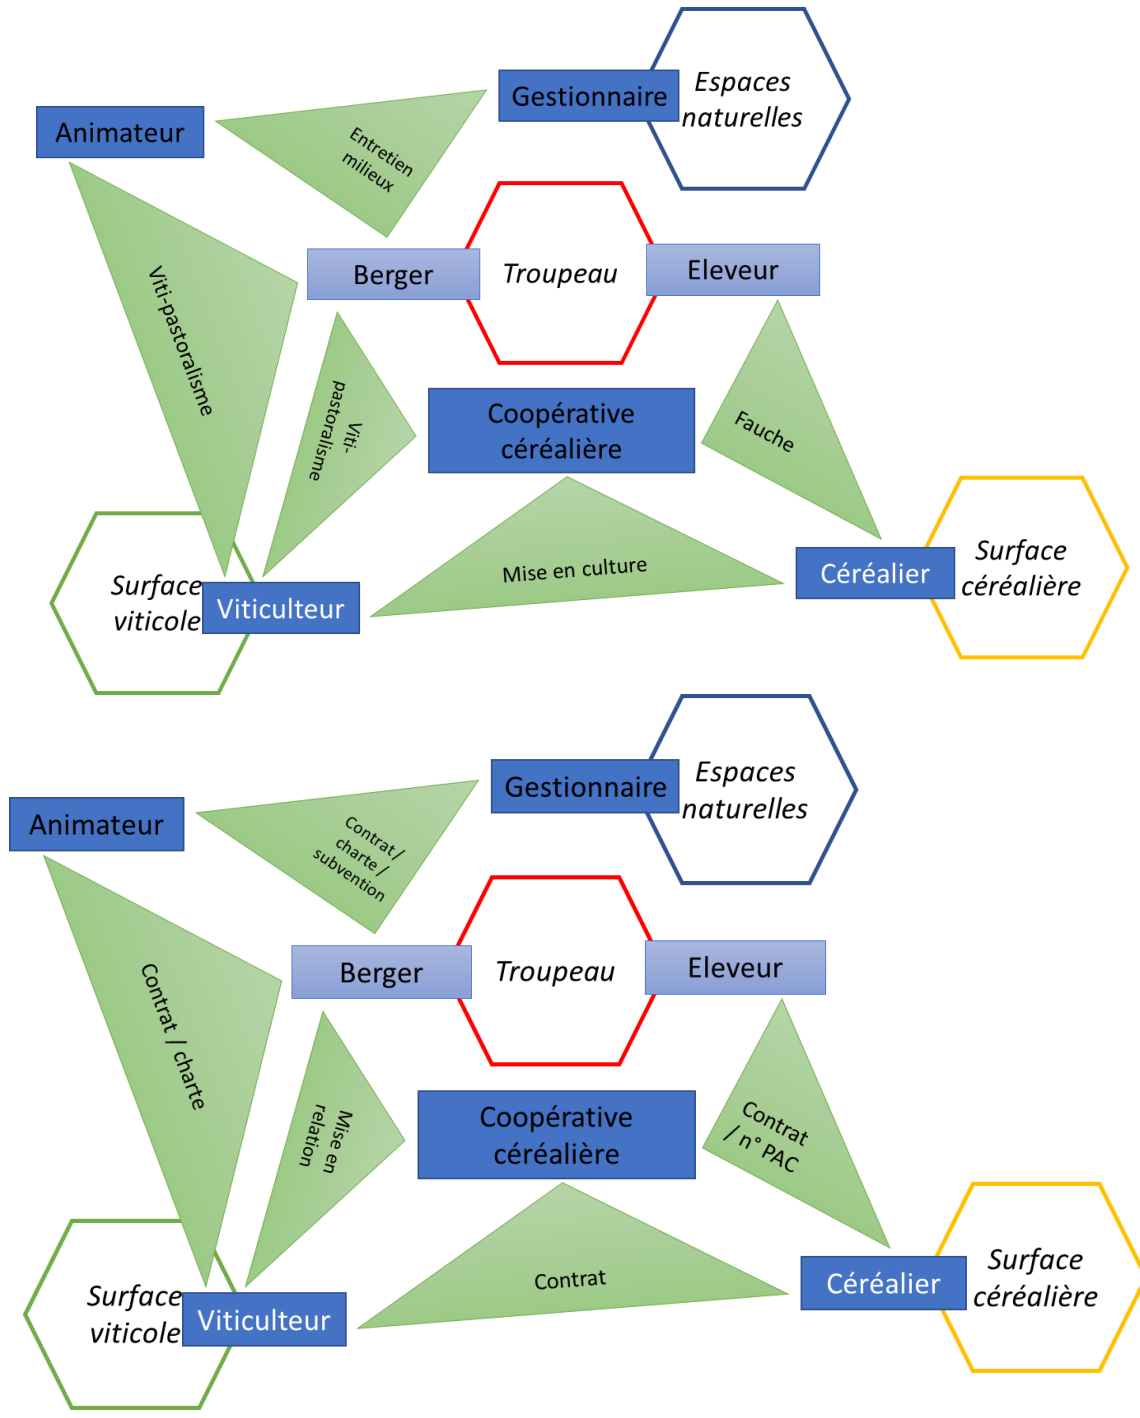 Espaces
naturelles
Gestionnaire
Animateur
Entretien
milieux
Berger
Troupeau
Eleveur
Viti-pastoralisme
Viti-
pastoralisme
Coopérative
céréalière
Fauche
Mise en culture
Surface
viticole
Viticulteur
Céréalier
Surface
céréalière
Espaces
naturelles
Gestionnaire
Animateur
Contrat /
charte /
subvention
Berger
Troupeau
Eleveur
Contrat / charte
Mise en
relation
Coopérative
céréalière
Contrat
/ n° PAC
Contrat
Surface
viticole
Viticulteur
Céréalier
Surface
céréalière